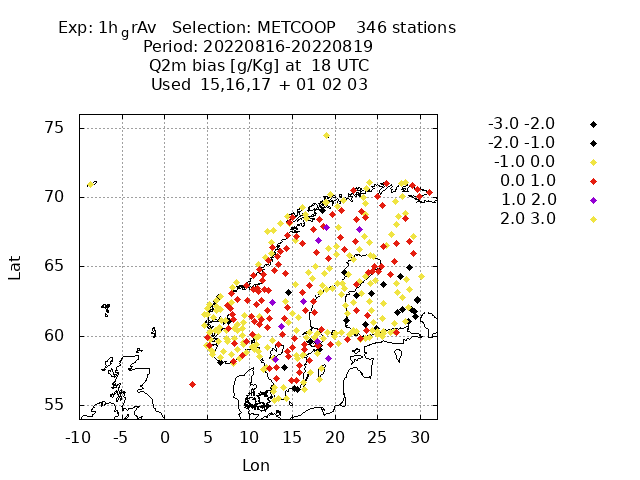 Exp: 1hgrAv Selection: METCOOP 346 stations
Period: 20220816-20220819
Q2m bias [g/Kg] at 18 UTC
Used 15,16,17 + 01 02 03
-3.0 -2.0
-2.0 -1.0
-1.0 0.0
0.0 1.0
1.0 2.0
2.0 3.0
75
70
65
60
55
Lat
-10 -5 0 5 10 15 20 25 30
Lon